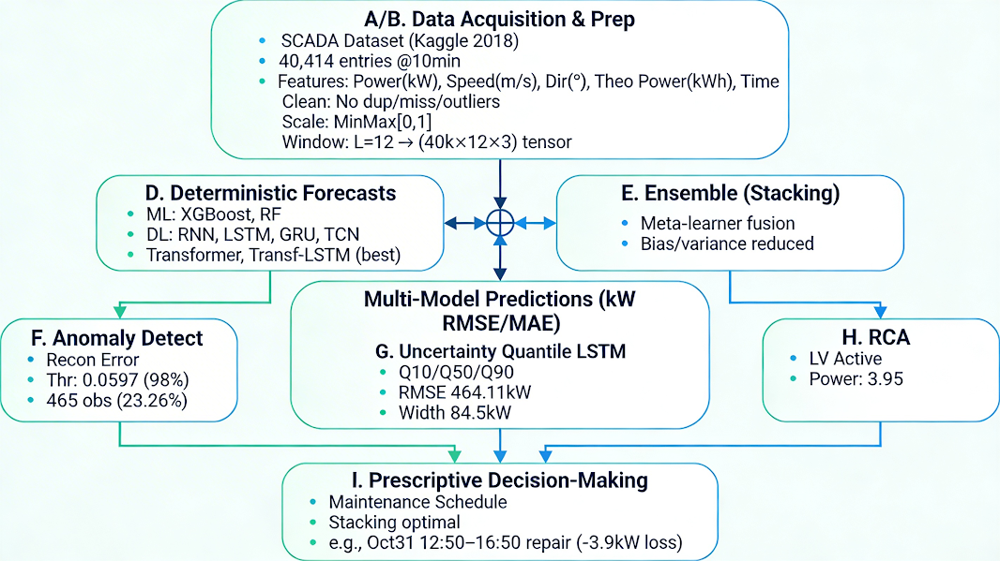 A/B. Data Acquisition & Prep
• SCADA Dataset (Kaggle 2018)
• 40,414 entries @10min
• Features: Power(kW), Speed(m/s), Dir(°), Theo Power(kWh), Time
Clean: No dup/miss/outliers
Scale: MinMax[0,1]
Window: L=12 → (40k×12×3) tensor
D. Deterministic Forecasts
• ML: XGBoost, RF
• DL: RNN, LSTM, GRU, TCN
• Transformer, Transf-LSTM (best)
E. Ensemble (Stacking)
• Meta-learner fusion
• Bias/variance reduced
Multi-Model Predictions (kW
RMSE/MAE)
G. Uncertainty Quantile LSTM
• Q10/Q50/Q90
• RMSE 464.11kW
• Width 84.5kW
F. Anomaly Detect
• Recon Error
• Thr: 0.0597 (98%)
• 465 obs (23.26%)
H. RCA
• LV Active
• Power: 3.95
I. Prescriptive Decision-Making
• Maintenance Schedule
• Stacking optimal
• e.g., Oct31 12:50–16:50 repair (-3.9kW loss)